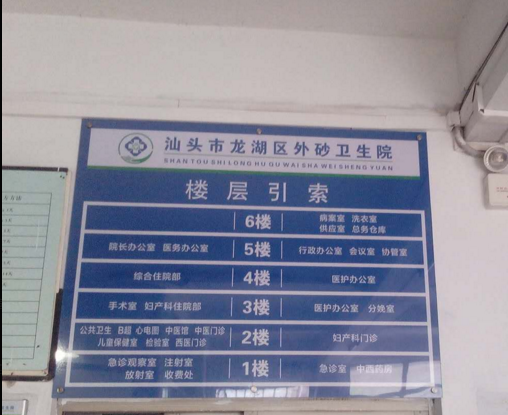 汕头市龙湖区外砂卫生院
SHAN TOU SHI LONG HU QU WAI SHA WEI SHENG YUAN
楼层引索
6楼 病案室 洗衣室
供应室 总务仓库
院长办公室 医务办公室 5楼 行政办公室 会议室 协管室
综合住院部 4楼 医护办公室
手术室 妇产科住院部 3楼 医护办公室 分娩室
公共卫生 B超 心电图 中医馆 中医门诊 2楼 妇产科门诊
儿童保健室 检验室 西医门诊
急诊观察室 注射室 1楼 急诊室 中西药房
放射室 收费处